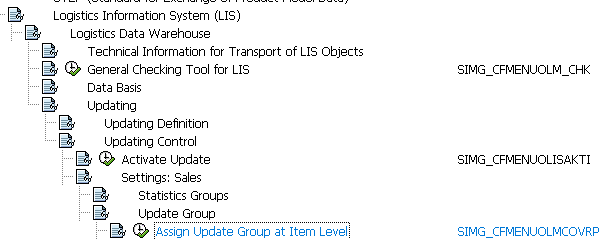 Logistics Information System (LIS)
Logistics Data Warehouse
Technical Information for Transport of LIS Objects
General Checking Tool for LIS SIMG_CFMENUOLM_CHK
Data Basis
Updating
Updating Definition
Updating Control
Activate Update SIMG_CFMENUOLISAKTI
Settings: Sales
Statistics Groups
Update Group
Assign Update Group at Item Level SIMG_CFMENUOLMCOVRP